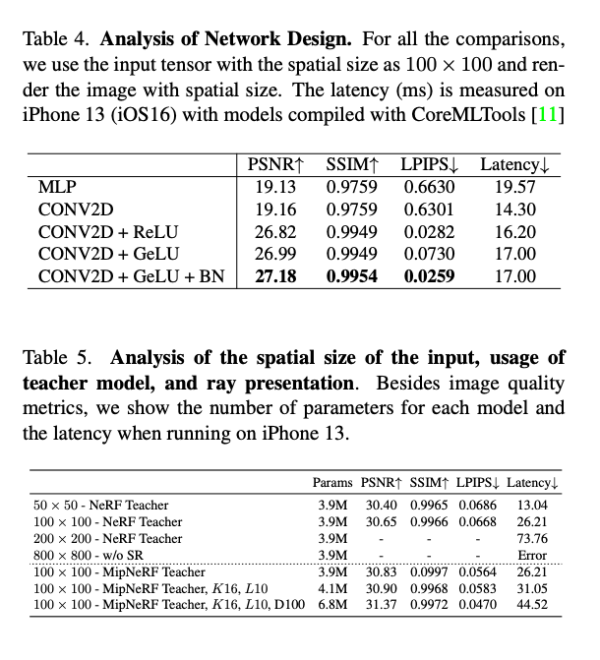 Table 4. Analysis of Network Design. For all the comparisons,
we use the input tensor with the spatial size as 100 × 100 and ren-
der the image with spatial size. The latency (ms) is measured on
iPhone 13 (iOS16) with models compiled with CoreMLTools [11]
PSNR↑ SSIM↑ LPIPS↓ Latency↓
MLP 19.13 0.9759 0.6630 19.57
CONV2D 19.16 0.9759 0.6301 14.30
CONV2D + ReLU 26.82 0.9949 0.0282 16.20
CONV2D + GeLU 26.99 0.9949 0.0730 17.00
CONV2D + GeLU + BN 27.18 0.9954 0.0259 17.00
Table 5. Analysis of the spatial size of the input, usage of
teacher model, and ray presentation. Besides image quality
metrics, we show the number of parameters for each model and
the latency when running on iPhone 13.
Params PSNR↑ SSIM↑ LPIPS↓ Latency↓
50 × 50 - NeRF Teacher 3.9M 30.40 0.9965 0.0686 13.04
100 × 100 - NeRF Teacher 3.9M 30.65 0.9966 0.0668 26.21
200 × 200 - NeRF Teacher 3.9M - - - 73.76
800 × 800 - w/o SR 3.9M - - - Error
100 × 100 - MipNeRF Teacher 3.9M 30.83 0.0997 0.0564 26.21
100 × 100 - MipNeRF Teacher, K16, L10 4.1M 30.90 0.9968 0.0583 31.05
100 × 100 - MipNeRF Teacher, K16, L10, D100 6.8M 31.37 0.9972 0.0470 44.52